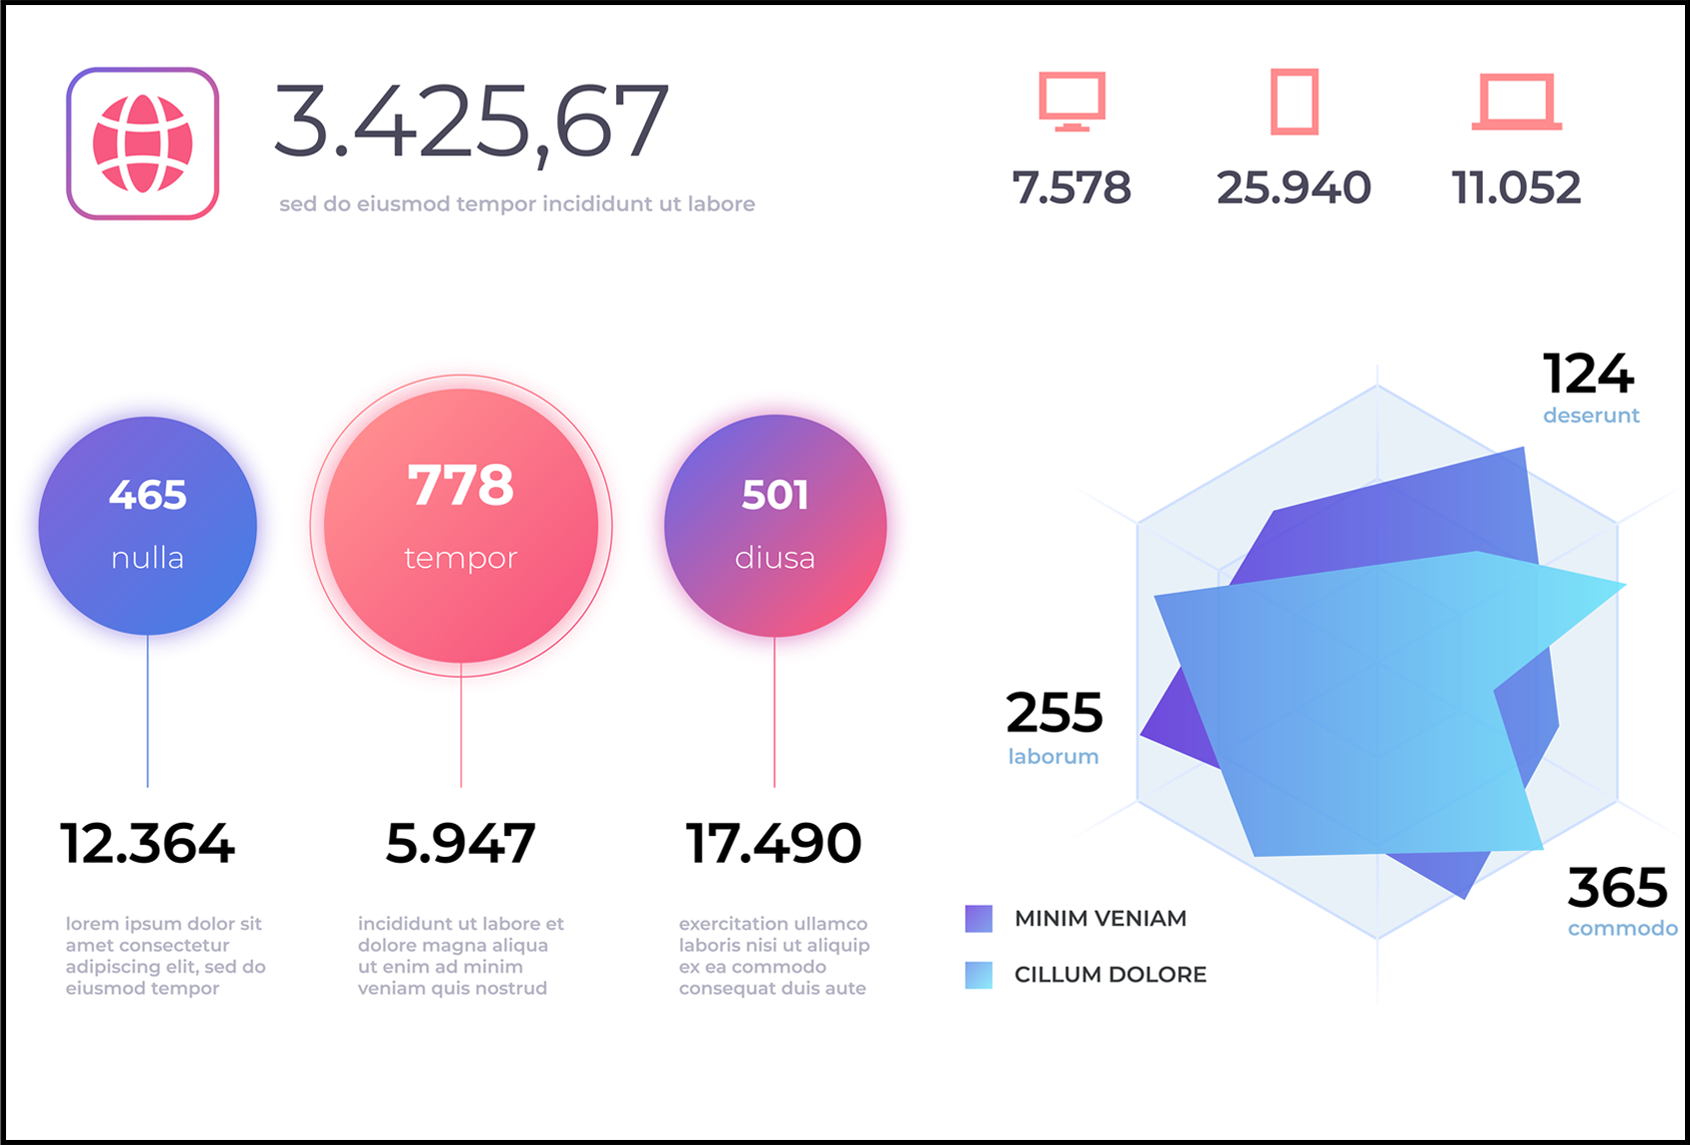 3.425,67
sed do eiusmod tempor incididunt ut labore
7.578
25.940
11.052
465
nulla
778
tempor
501
diusa
12.364
5.947
17.490
lorem ipsum dolor sit
amet consectetur
adipiscing elit, sed do
eiusmod tempor
incididunt ut labore et
dolore magna aliqua
ut enim ad minim
veniam quis nostrud
exercitation ullamco
laboris nisi ut aliquip
ex ea commodo
consequat duis aute
124
deserunt
255
laborum
365
commodo
MINIM VENIAM
CILLUM DOLORE